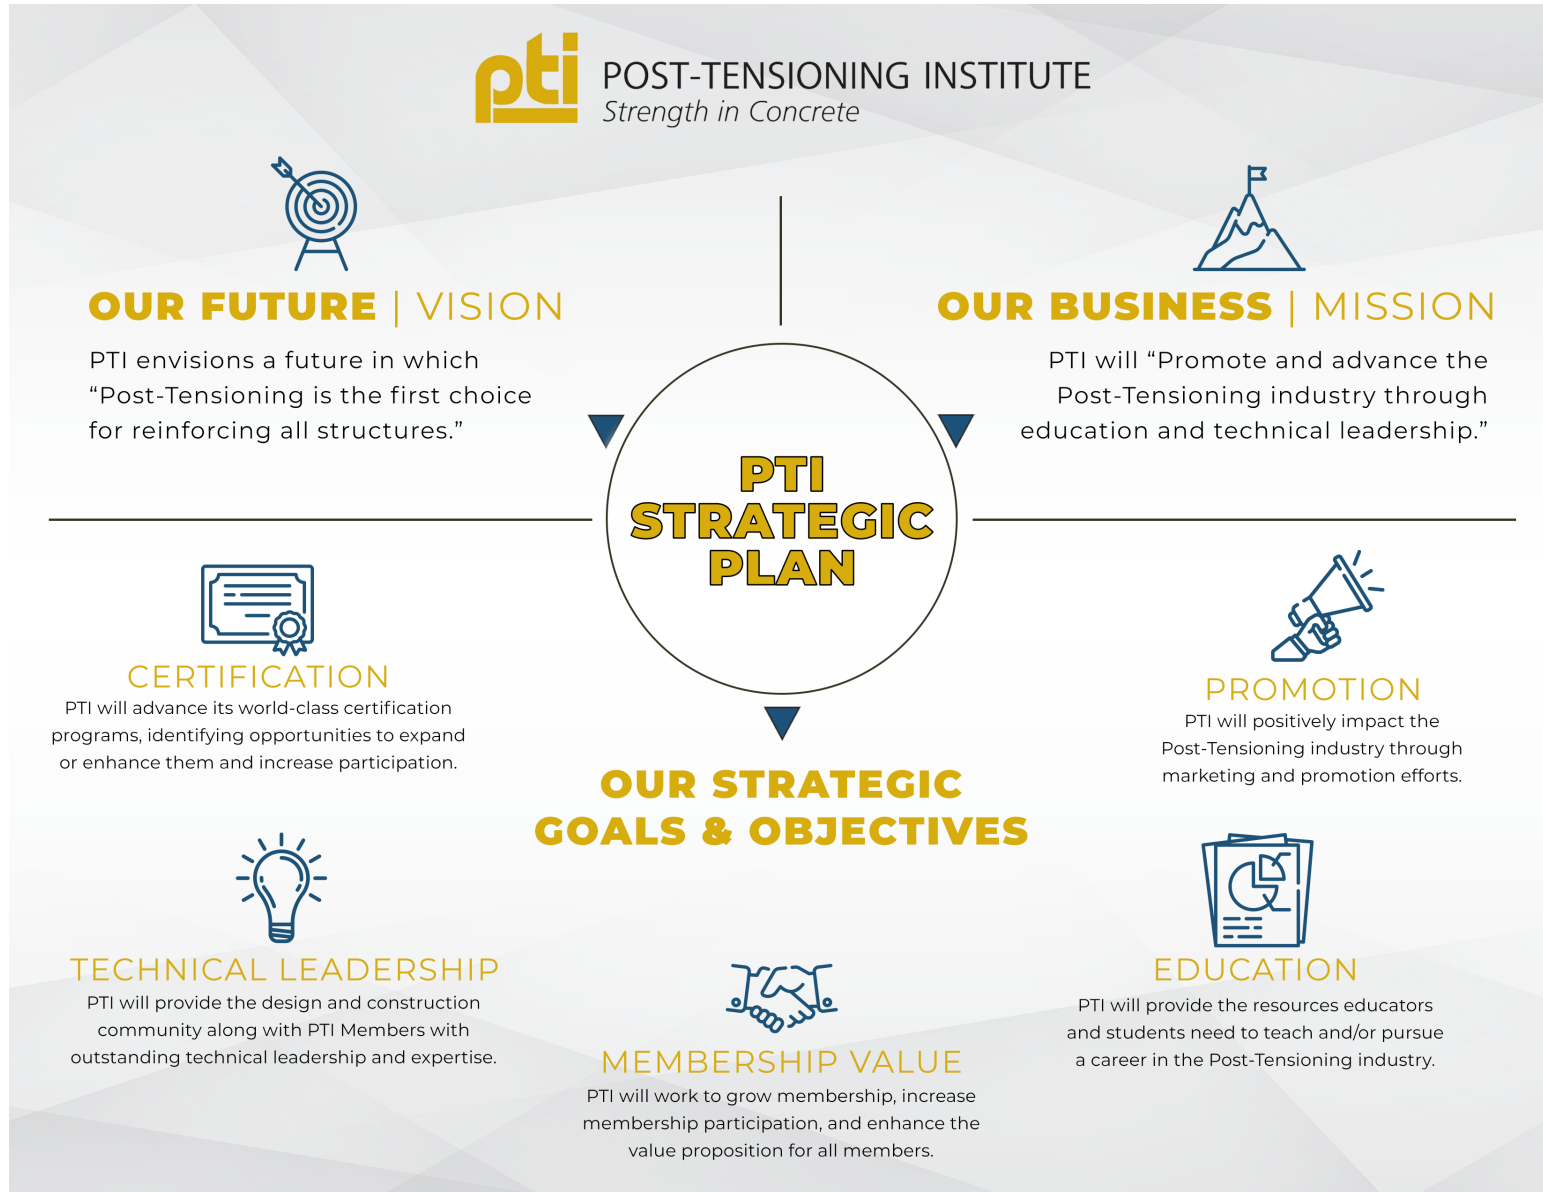 pti
POST-TENSIONING INSTITUTE
Strength in Concrete
OUR FUTURE | VISION
PTI envisions a future in which
“Post-Tensioning is the first choice
for reinforcing all structures.”
OUR BUSINESS | MISSION
PTI will “Promote and advance the
Post-Tensioning industry through
education and technical leadership.”
PTI
STRATEGIC
PLAN
OUR STRATEGIC
GOALS & OBJECTIVES
CERTIFICATION
PTI will advance its world-class certification
programs, identifying opportunities to expand
or enhance them and increase participation.
TECHNICAL LEADERSHIP
PTI will provide the design and construction
community along with PTI Members with
outstanding technical leadership and expertise.
MEMBERSHIP VALUE
PTI will work to grow membership, increase
membership participation, and enhance the
value proposition for all members.
PROMOTION
PTI will positively impact the
Post-Tensioning industry through
marketing and promotion efforts.
EDUCATION
PTI will provide the resources educators
and students need to teach and/or pursue
a career in the Post-Tensioning industry.